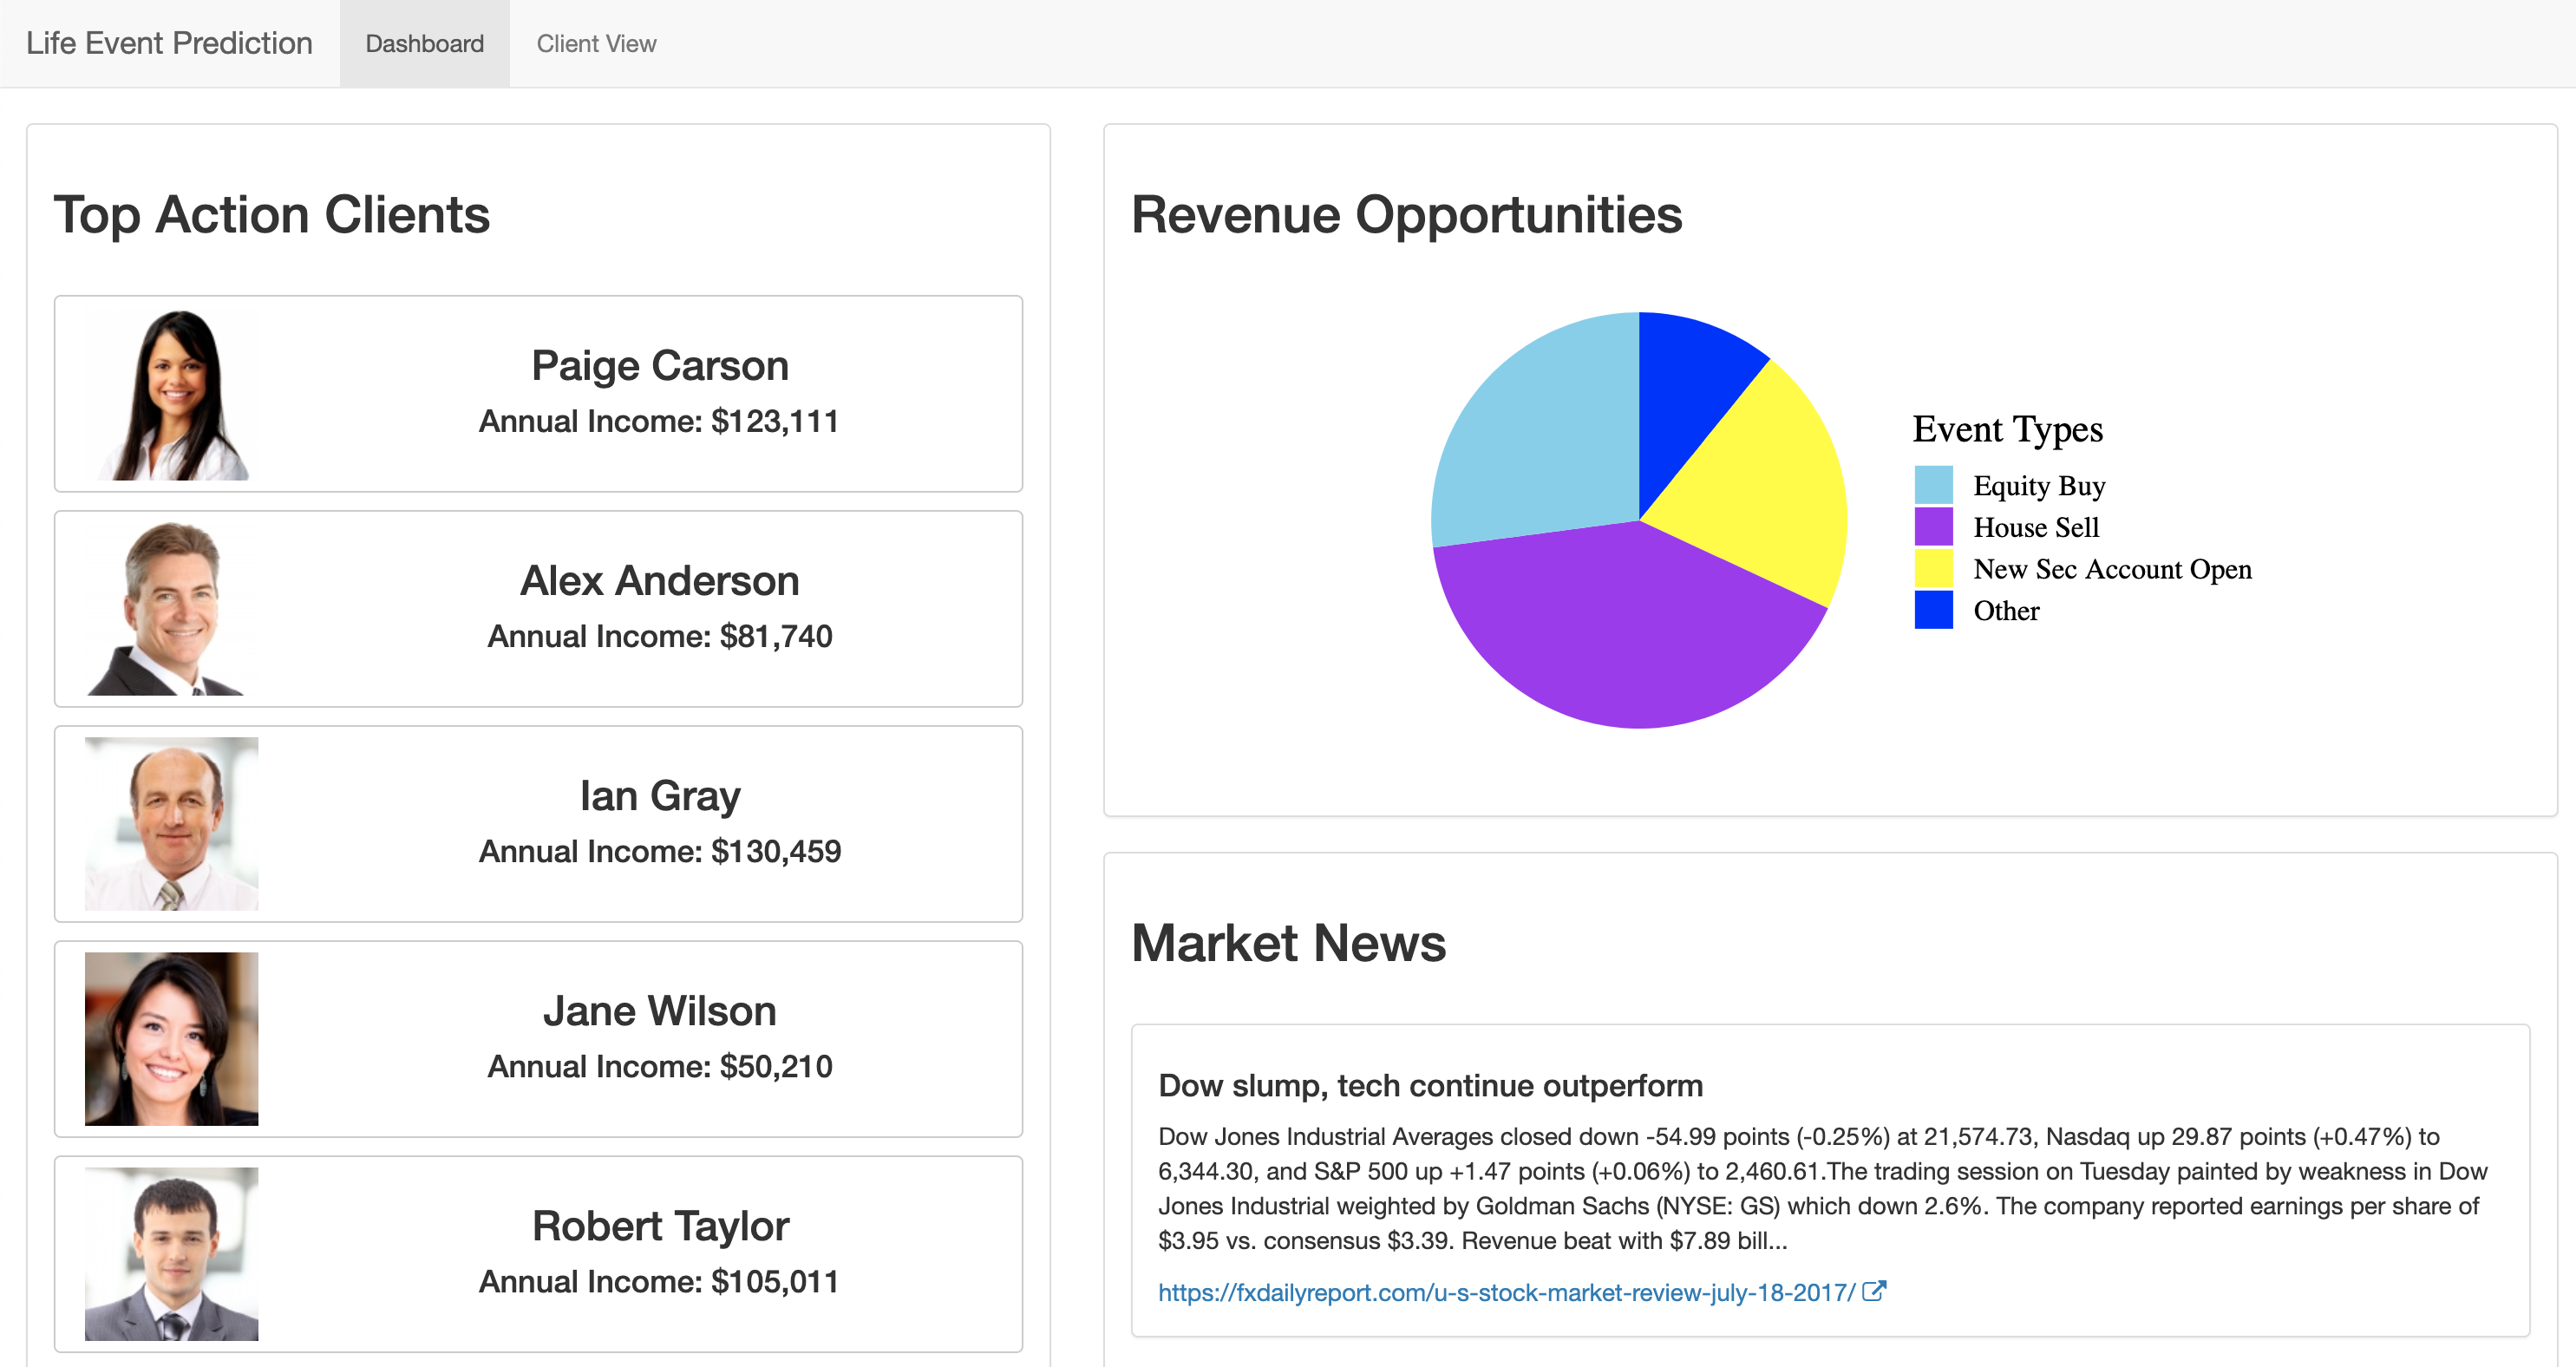 Life Event Prediction
Dashboard
Client View
Top Action Clients
Paige Carson
Annual Income: $123,111
Alex Anderson
Annual Income: $81,740
Ian Gray
Annual Income: $130,459
Jane Wilson
Annual Income: $50,210
Robert Taylor
Annual Income: $105,011
Revenue Opportunities
Event Types
Equity Buy
House Sell
New Sec Account Open
Other
Market News
Dow slump, tech continue outperform
Dow Jones Industrial Averages closed down -54.99 points (-0.25%) at 21,574.73, Nasdaq up 29.87 points (+0.47%) to
6,344.30, and S&P 500 up +1.47 points (+0.06%) to 2,460.61.The trading session on Tuesday painted by weakness in Dow
Jones Industrial weighted by Goldman Sachs (NYSE: GS) which down 2.6%. The company reported earnings per share of
$3.95 vs. consensus $3.39. Revenue beat with $7.89 bill...
https://fxdailyreport.com/u-s-stock-market-review-july-18-2017/